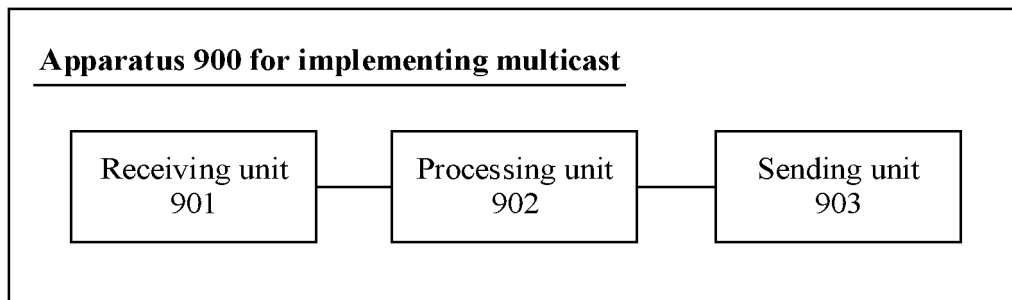 Apparatus 900 for implementing multicast
Receiving unit
901
Processing unit
902
Sending unit
903